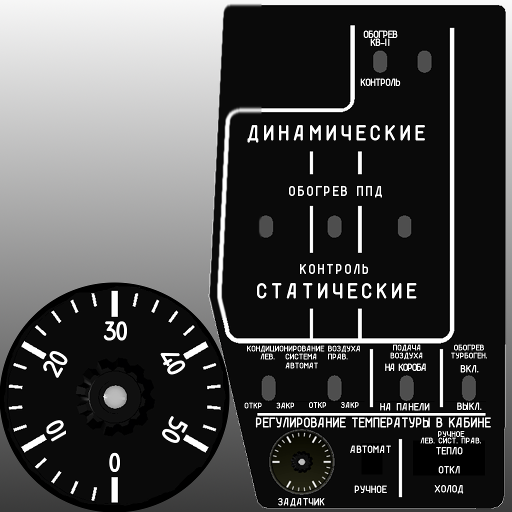 ОБОГРЕВ
КВ-11
КОНТРОЛЬ
ДИНАМИЧЕСКИЕ
ОБОГРЕВ ППД
КОНТРОЛЬ
СТАТИЧЕСКИЕ
КОНДИЦИОНИРОВАНИЕ ВОЗДУХА
ЛЕВ. СИСТЕМА ПРАВ.
АВТОМАТ
ОТКР ЗАКР ОТКР ЗАКР
ПОДАЧА
ВОЗДУХА
НА КОРОБА
НА ПАНЕЛИ
ОБОГРЕВ
ТУРБОГЕН.
ВКЛ.
ВЫКЛ.
РЕГУЛИРОВАНИЕ ТЕМПЕРАТУРЫ В КАБИНЕ
ЗАДАТЧИК
АВТОМАТ
РУЧНОЕ
РУЧНОЕ
ЛЕВ. СИСТ. ПРАВ.
ТЕПЛО
ОТКЛ
ХОЛОД
0
10
20
30
40
50